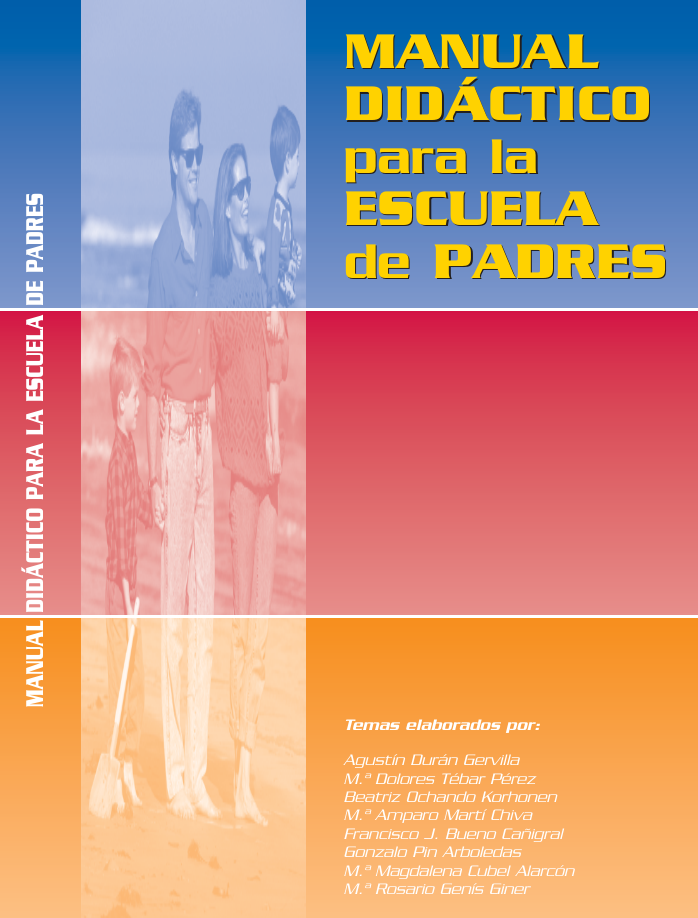 MANUAL
DIDÁCTICO
para la
ESCUELA
de PADRES
MANUAL DIDÁCTICO PARA LA ESCUELA DE PADRES
Temas elaborados por:
Agustín Durán Gervilla
M.ª Dolores Tébar Pérez
Beatriz Ochando Korhonen
M.ª Amparo Martí Chiva
Francisco J. Bueno Cañigral
Gonzalo Pin Arboledas
M.ª Magdalena Cubel Alarcón
M.ª Rosario Genís Giner